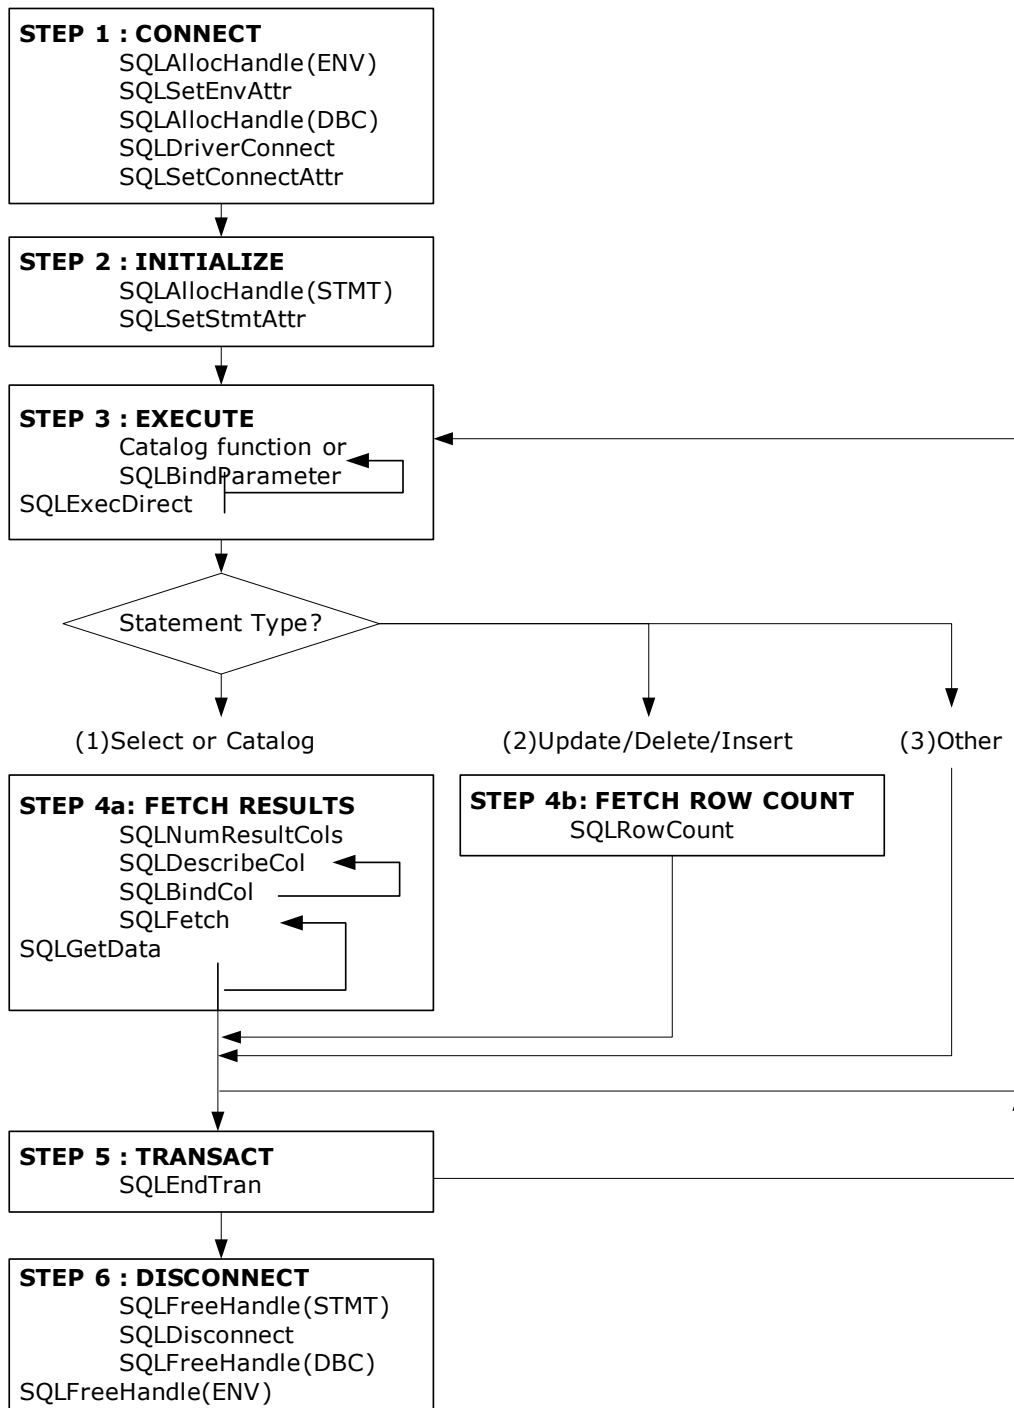 STEP 1 : CONNECT
SQLAllocHandle(ENV)
SQLSetEnvAttr
SQLAllocHandle(DBC)
SQLDriverConnect
SQLSetConnectAttr
STEP 2 : INITIALIZE
SQLAllocHandle(STMT)
SQLSetStmtAttr
STEP 3 : EXECUTE
Catalog function or
SQLBindParameter
SQLExecDirect
Statement Type?
(1)Select or Catalog
(2)Update/Delete/Insert
(3)Other
STEP 4a: FETCH RESULTS
SQLNumResultCols
SQLDescribeCol
SQLBindCol
SQLFetch
SQLGetData
STEP 4b: FETCH ROW COUNT
SQLRowCount
STEP 5 : TRANSACT
SQLEndTran
STEP 6 : DISCONNECT
SQLFreeHandle(STMT)
SQLDisconnect
SQLFreeHandle(DBC)
SQLFreeHandle(ENV)